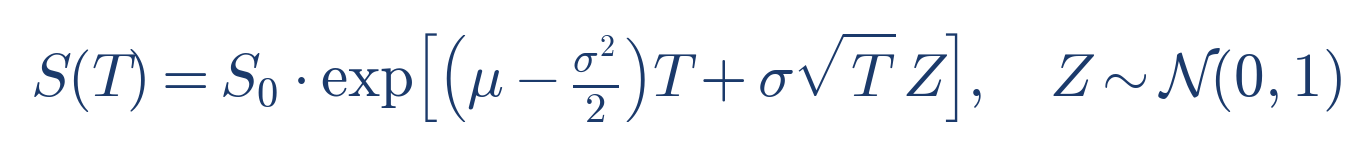 S(T) = S₀ · exp[(μ − σ²/2)T + σ√T Z],   Z ∼ 𝒩(0, 1)